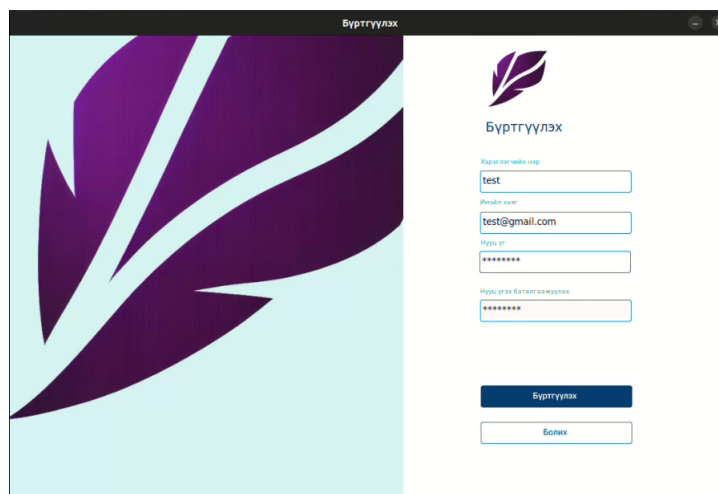 Бүртгүүлэх
Бүртгүүлэх
Хэрэглэгчийн нэр
test
Имэйл хаяг
test@gmail.com
Нууц үг
********
Нууц үгээ баталгаажуулах
********
Бүртгүүлэх
Болих